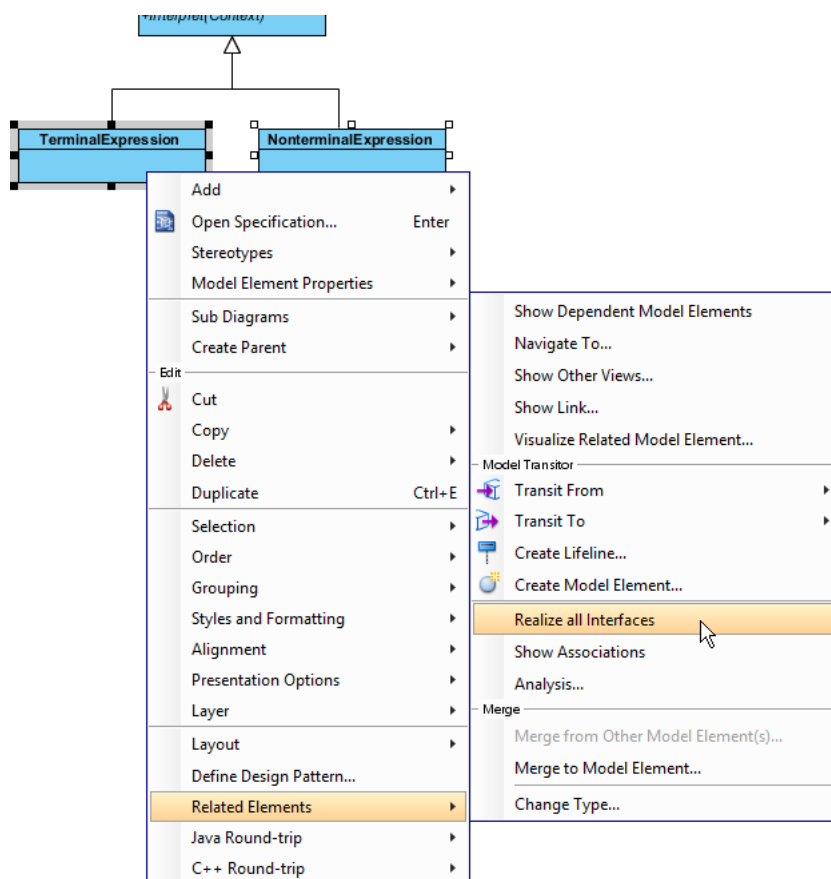 +Interpret(Context)
TerminalExpression
NonterminalExpression
Add
Open Specification... Enter
Stereotypes
Model Element Properties
Sub Diagrams
Create Parent
Edit
Cut
Copy
Delete
Duplicate Ctrl+E
Selection
Order
Grouping
Styles and Formatting
Alignment
Presentation Options
Layer
Layout
Define Design Pattern...
Related Elements
Java Round-trip
C++ Round-trip
Show Dependent Model Elements
Navigate To...
Show Other Views...
Show Link...
Visualize Related Model Element...
Model Transitor
Transit From
Transit To
Create Lifeline...
Create Model Element...
Realize all Interfaces
Show Associations
Analysis...
Merge
Merge from Other Model Element(s)...
Merge to Model Element...
Change Type...